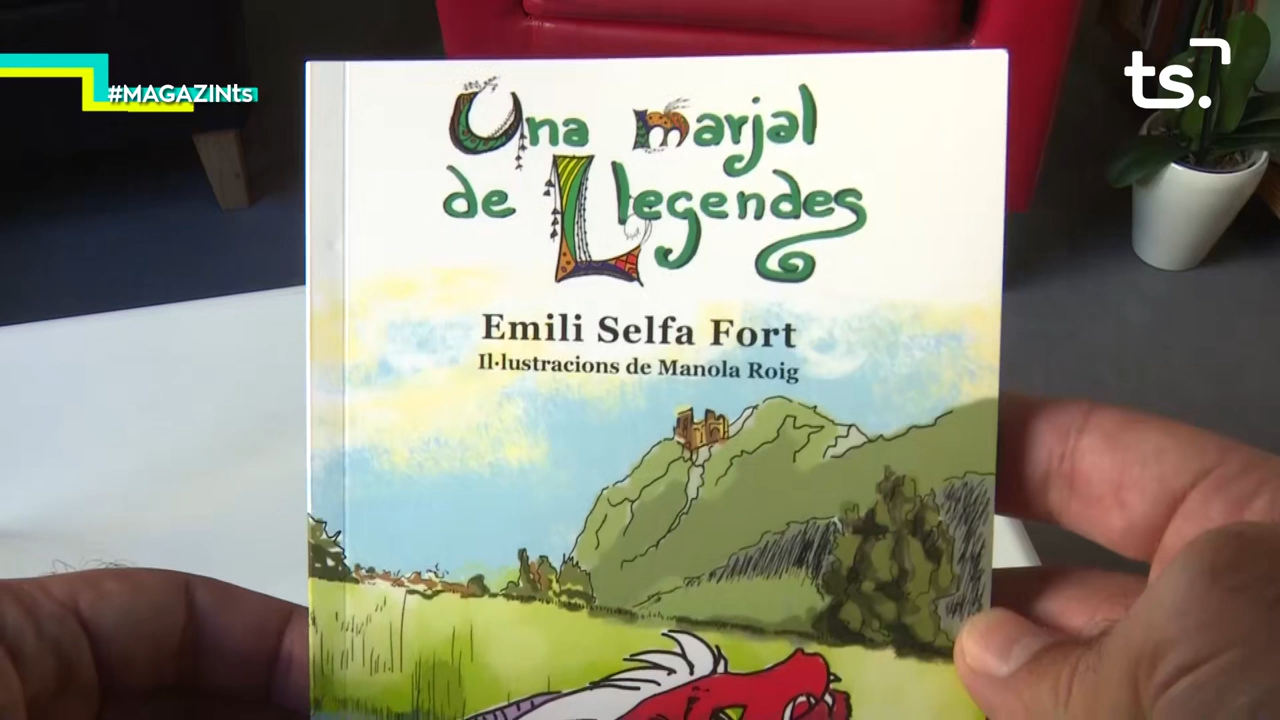 #MAGAZINts
ts.
Una marjal
de Llegendes
Emili Selfa Fort
Il·lustracions de Manola Roig